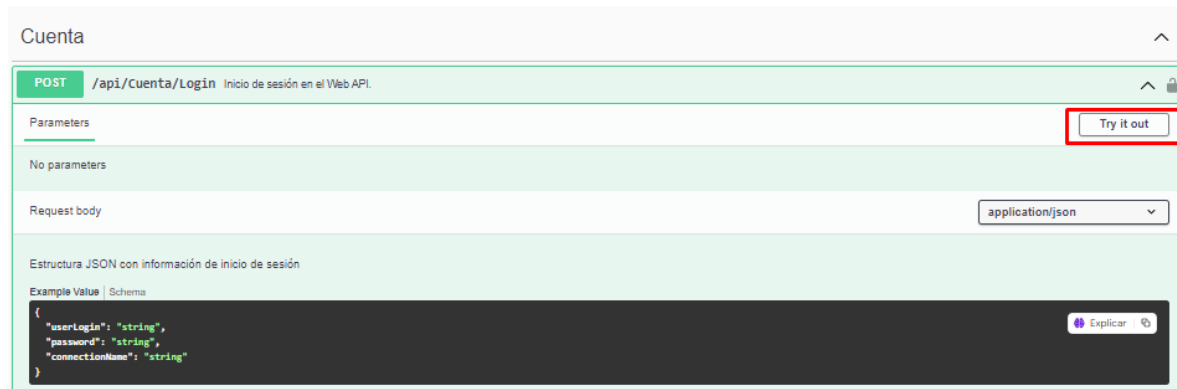 Cuenta
POST /api/Cuenta/Login Inicio de sesión en el Web API.
Parameters
Try it out
No parameters
Request body
application/json
Estructura JSON con información de inicio de sesión
Example Value | Schema
{
"userLogin": "string",
Explicar
"password": "string",
"connectionName": "string"
}